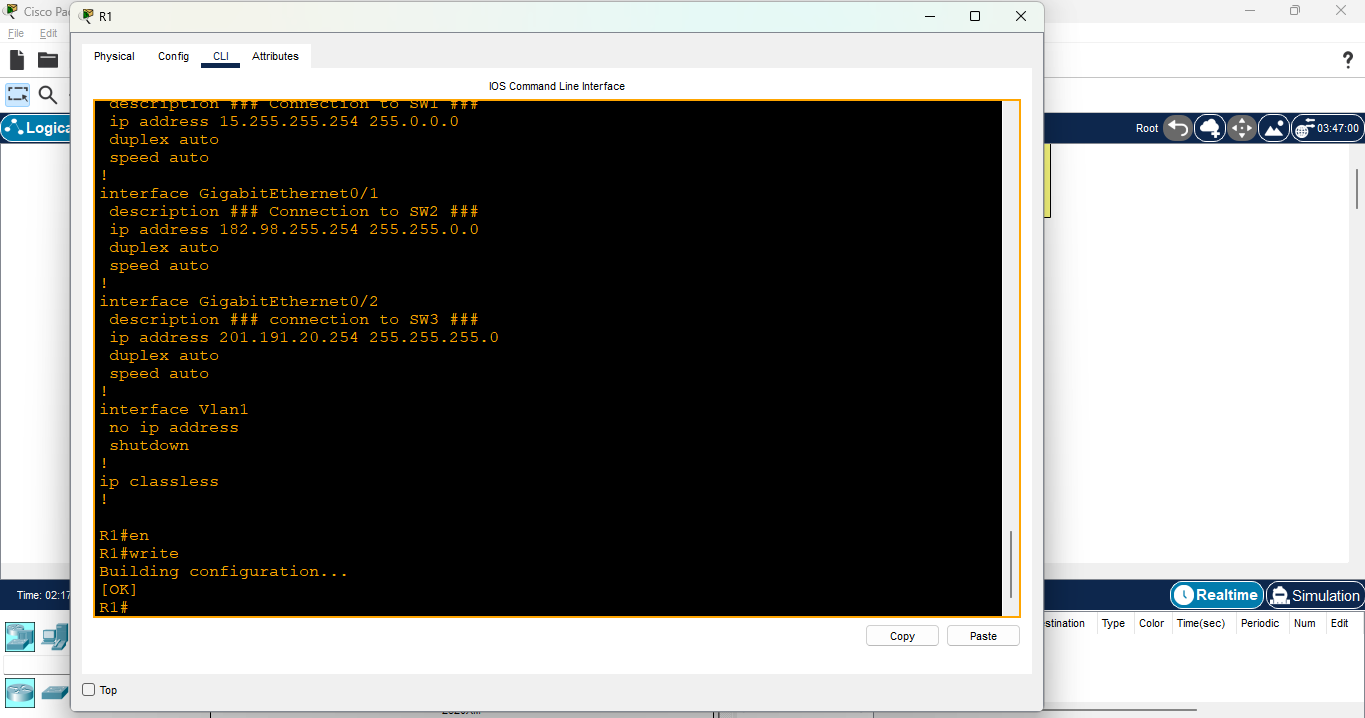 Cisco Pa
R1
File Edit
Physical Config CLI Attributes
IOS Command Line Interface
Logica
Root
03:47:00
description ### Connection to SW1 ###
ip address 15.255.255.254 255.0.0.0
duplex auto
speed auto
!
interface GigabitEthernet0/1
description ### Connection to SW2 ###
ip address 182.98.255.254 255.255.0.0
duplex auto
speed auto
!
interface GigabitEthernet0/2
description ### connection to SW3 ###
ip address 201.191.20.254 255.255.255.0
duplex auto
speed auto
!
interface Vlan1
no ip address
shutdown
!
ip classless
!
R1#en
R1#write
Building configuration...
[OK]
R1#
Copy Paste
Top
Time: 02:17
Realtime Simulation
stination Type Color Time(sec) Periodic Num Edit